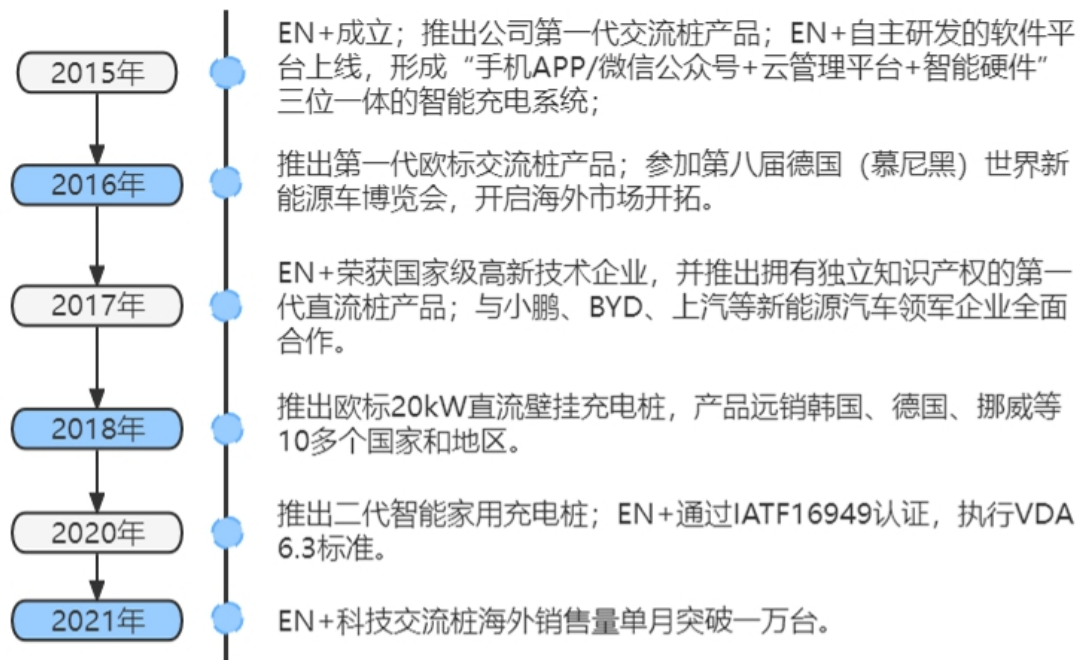 2015年
EN+成立；推出公司第一代交流桩产品；EN+自主研发的软件平
台上线，形成“手机APP/微信公众号+云管理平台+智能硬件”
三位一体的智能充电系统；
2016年
推出第一代欧标交流桩产品；参加第八届德国（慕尼黑）世界新
能源车博览会，开启海外市场开拓。
2017年
EN+荣获国家级高新技术企业，并推出拥有独立知识产权的第一
代直流桩产品；与小鹏、BYD、上汽等新能源汽车领军企业全面
合作。
2018年
推出欧标20kW直流壁挂充电桩，产品远销韩国、德国、挪威等
10多个国家和地区。
2020年
推出二代智能家用充电桩；EN+通过IATF16949认证，执行VDA
6.3标准。
2021年
EN+科技交流桩海外销售量单月突破一万台。